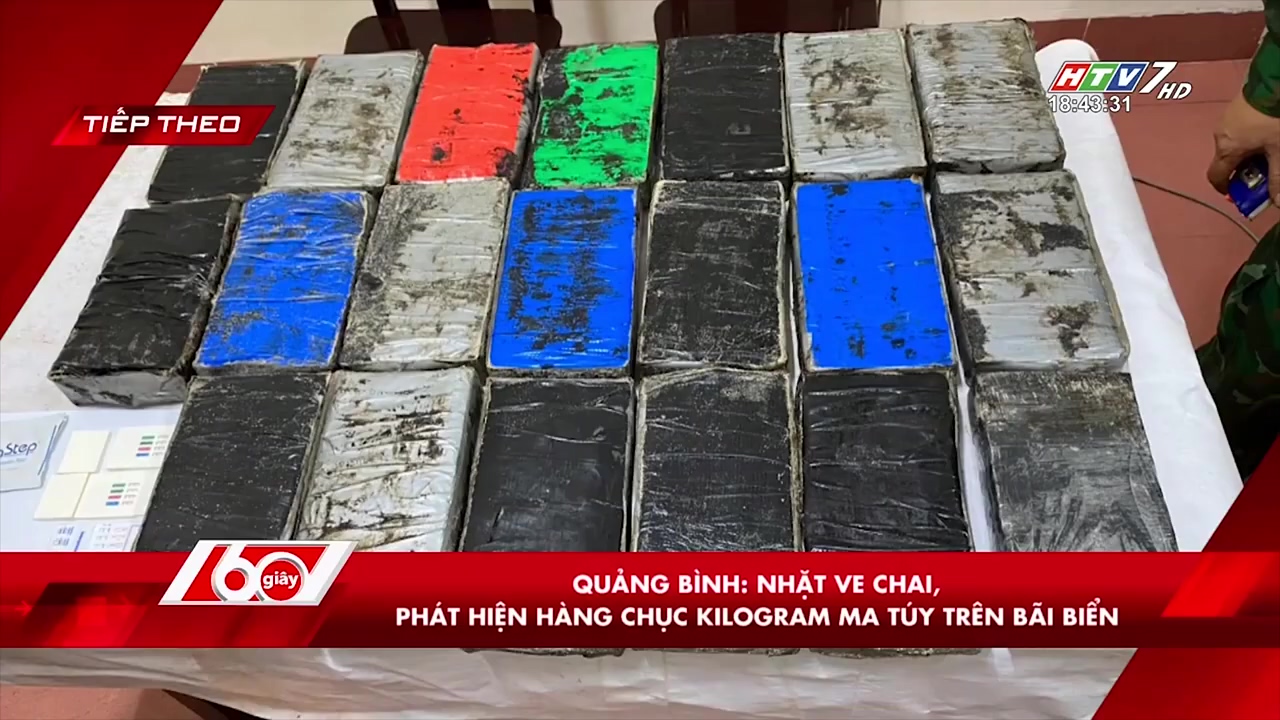 HTV7 HD
18:43:31
TIẾP THEO
Step
60 giây
QUẢNG BÌNH: NHẶT VE CHAI,
PHÁT HIỆN HÀNG CHỤC KILOGRAM MA TÚY TRÊN BÃI BIỂN